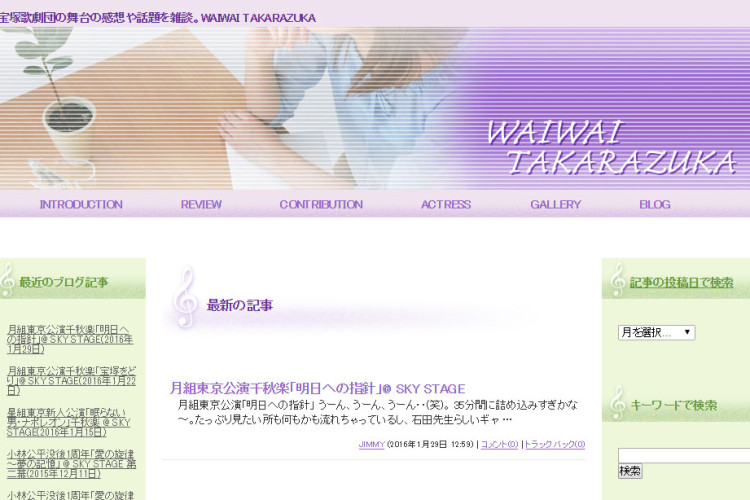 宝塚歌劇団の舞台の感想や話題を雑談。WAIWAI TAKARAZUKA
WAIWAI
TAKARAZUKA
INTRODUCTION REVIEW CONTRIBUTION ACTRESS GALLERY BLOG
最近のブログ記事
月組東京公演千秋楽「明日へ
の指針」@ SKY STAGE(2016年
1月29日)
月組東京公演千秋楽「宝塚をど
り」@ SKY STAGE(2016年1月22
日)
星組東京新人公演「眠らない
男・ナポレオン」千秋楽 @ SKY
STAGE(2016年1月15日)
小林公平没後1周年「愛の旋律
～夢の記憶」 @ SKY STAGE 第
二幕(2015年12月11日)
小林公平没後1周年「愛の旋律
最新の記事
月組東京公演千秋楽「明日への指針」@ SKY STAGE
月組東京公演「明日への指針」 うーん、うーん、うーん・・(笑)。 35分間に詰め込みすぎかな
～。たっぷり見たい所も何もかも流れちゃっているし、石田先生らしいギャ …
JIMMY (2016年1月29日 12:59) | コメント(0) | トラックバック(0)
記事の投稿日で検索
月を選択...
キーワードで検索
検索